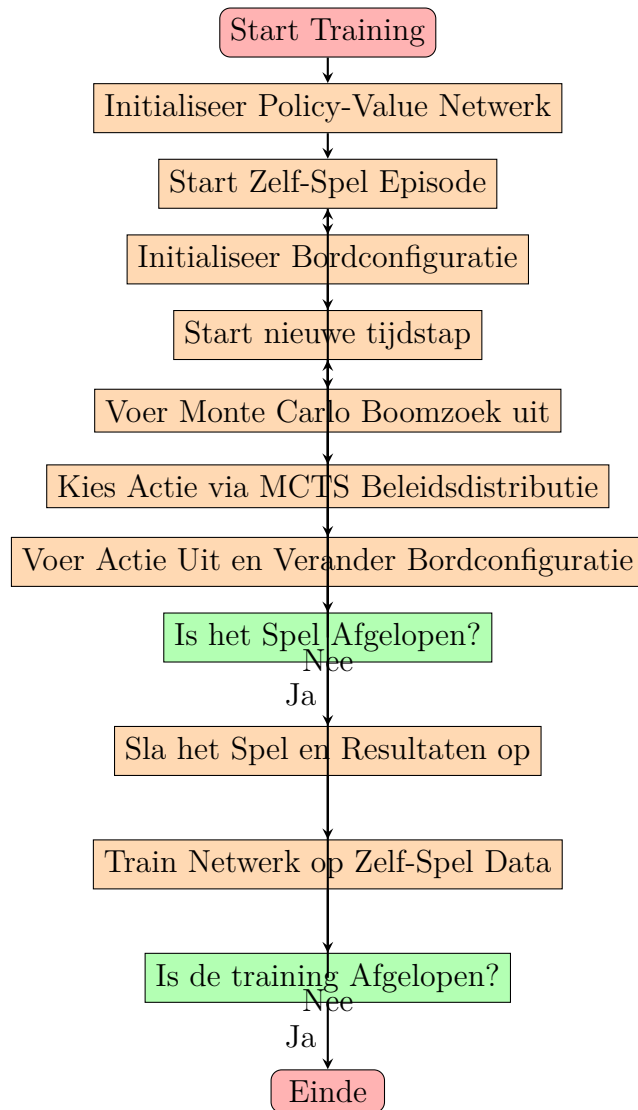 Start Training
Initialiseer Policy-Value Netwerk
Start Zelf-Spel Episode
Initialiseer Bordconfiguratie
Start nieuwe tijdstap
Voer Monte Carlo Boomzoek uit
Kies Actie via MCTS Beleidsdistributie
Voer Actie Uit en Verander Bordconfiguratie
Is het Spel Afgelopen?
Nee
Ja
Sla het Spel en Resultaten op
Train Netwerk op Zelf-Spel Data
Is de training Afgelopen?
Nee
Ja
Einde